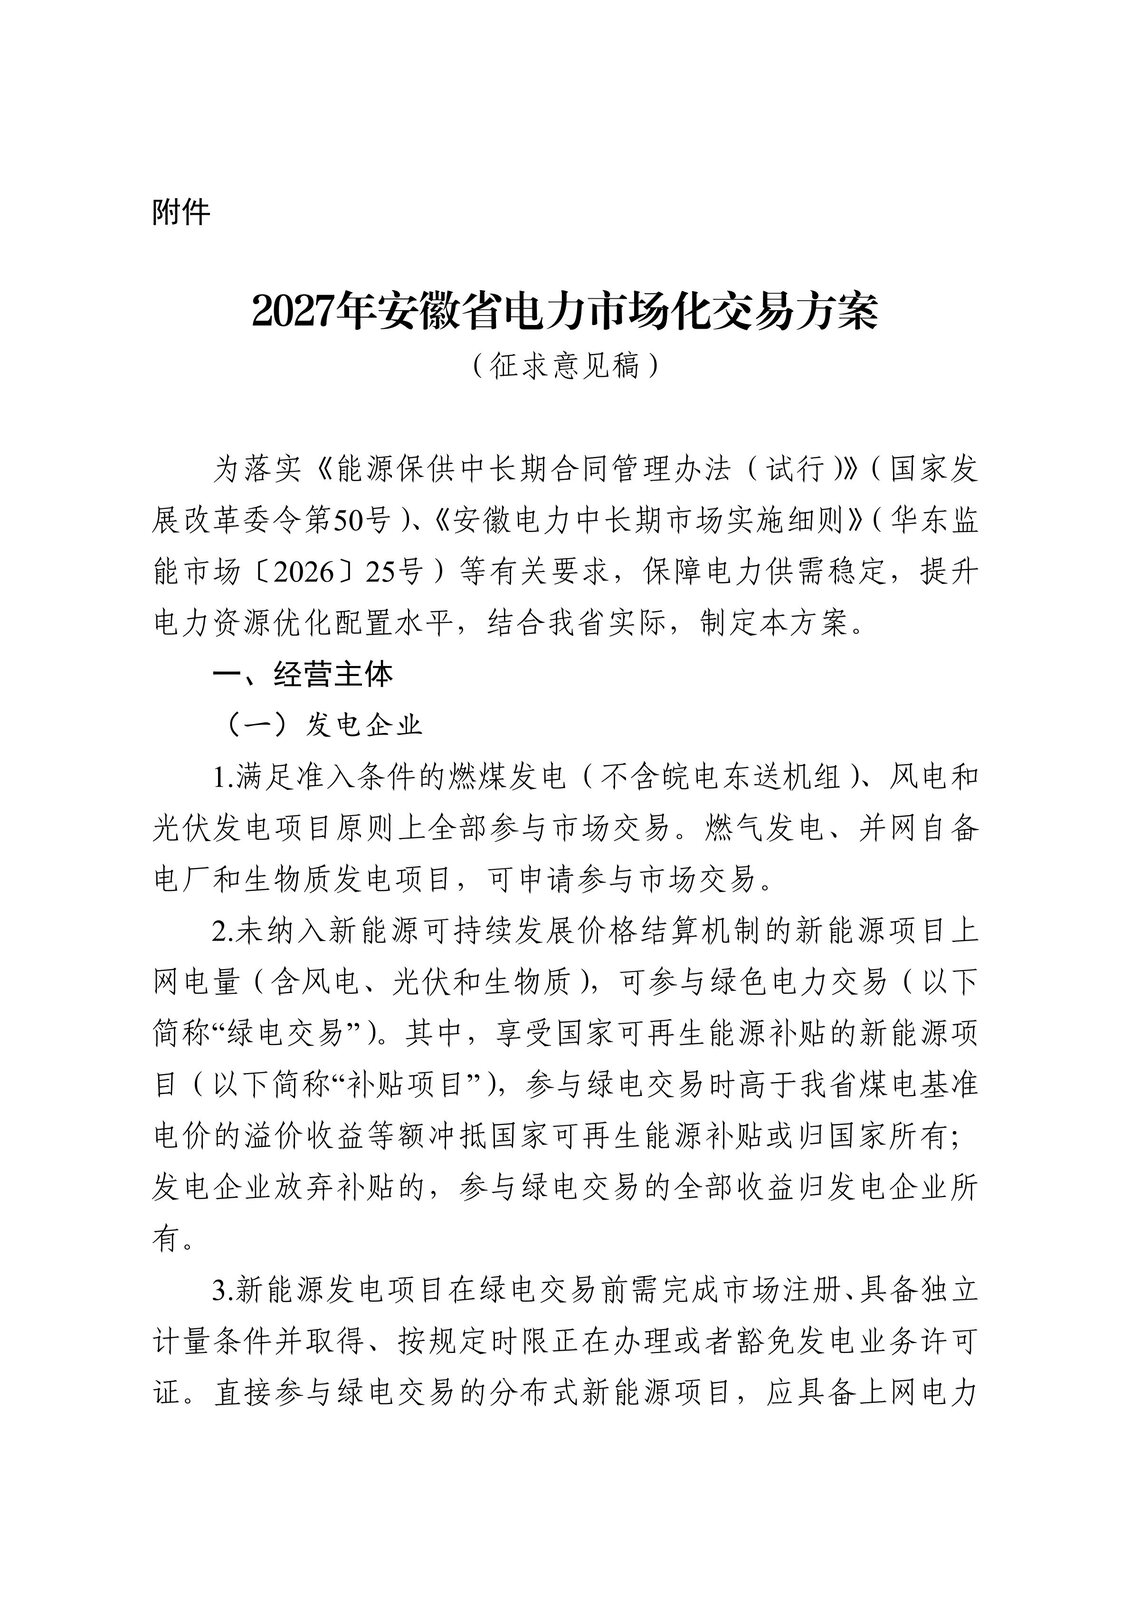 附件
2027年安徽省电力市场化交易方案
（征求意见稿）
为落实《能源保供中长期合同管理办法（试行）》（国家发
展改革委令第50号）、《安徽电力中长期市场实施细则》（华东监
能市场〔2026〕25号）等有关要求，保障电力供需稳定，提升
电力资源优化配置水平，结合我省实际，制定本方案。
一、经营主体
（一）发电企业
1.满足准入条件的燃煤发电（不含皖电东送机组）、风电和
光伏发电项目原则上全部参与市场交易。燃气发电、并网自备
电厂和生物质发电项目，可申请参与市场交易。
2.未纳入新能源可持续发展价格结算机制的新能源项目上
网电量（含风电、光伏和生物质），可参与绿色电力交易（以下
简称“绿电交易”）。其中，享受国家可再生能源补贴的新能源项
目（以下简称“补贴项目”），参与绿电交易时高于我省煤电基准
电价的溢价收益等额冲抵国家可再生能源补贴或归国家所有；
发电企业放弃补贴的，参与绿电交易的全部收益归发电企业所
有。
3.新能源发电项目在绿电交易前需完成市场注册、具备独立
计量条件并取得、按规定时限正在办理或者豁免发电业务许可
证。直接参与绿电交易的分布式新能源项目，应具备上网电力